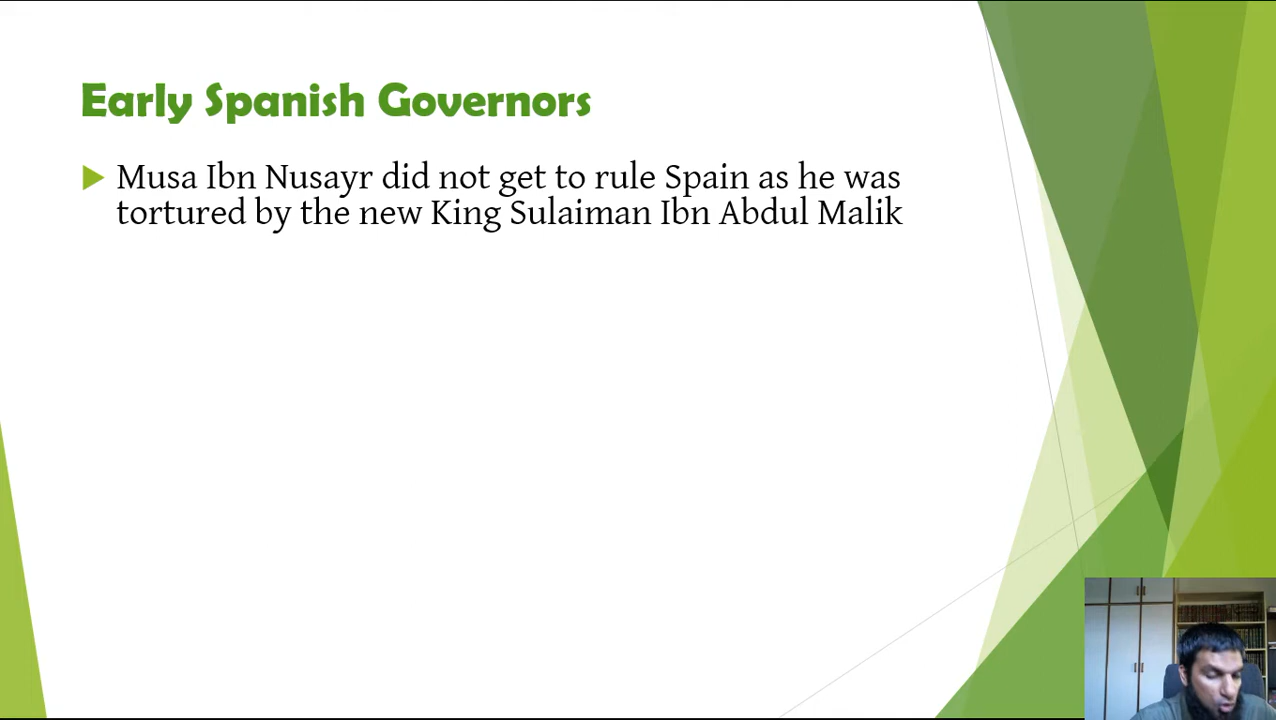 Early Spanish Governors
Musa Ibn Nusayr did not get to rule Spain as he was
tortured by the new King Sulaiman Ibn Abdul Malik